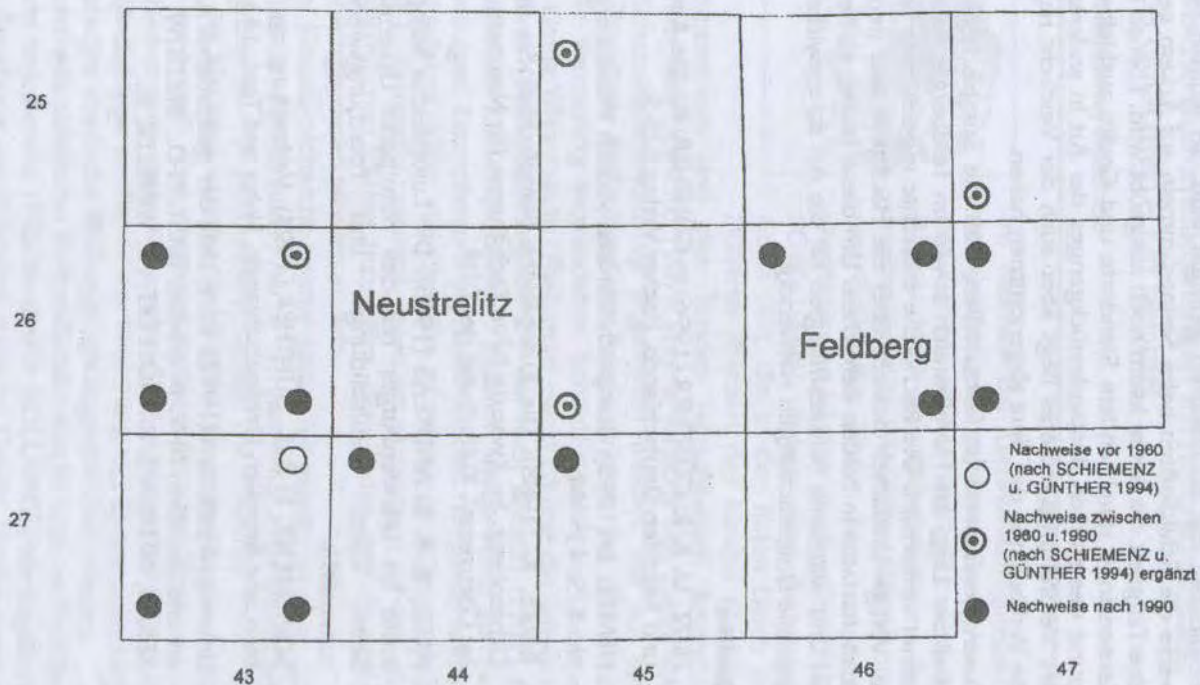 25
26
27
Neustrelitz
Feldberg
Nachweise vor 1960
(nach SCHIEMENZ
u. GÜNTHER 1994)
Nachweise zwischen
1960 u.1990
(nach SCHIEMENZ u.
GÜNTHER 1994) ergänzt
Nachweise nach 1990
43
44
45
46
47